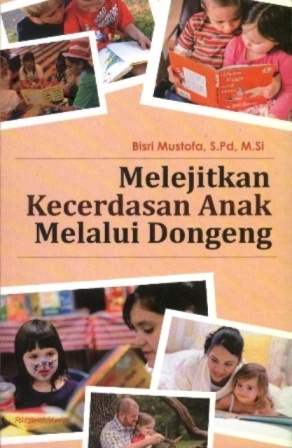 Bisri Mustofa, S.Pd, M.Si
Melejitkan
Kecerdasan Anak
Melalui Dongeng